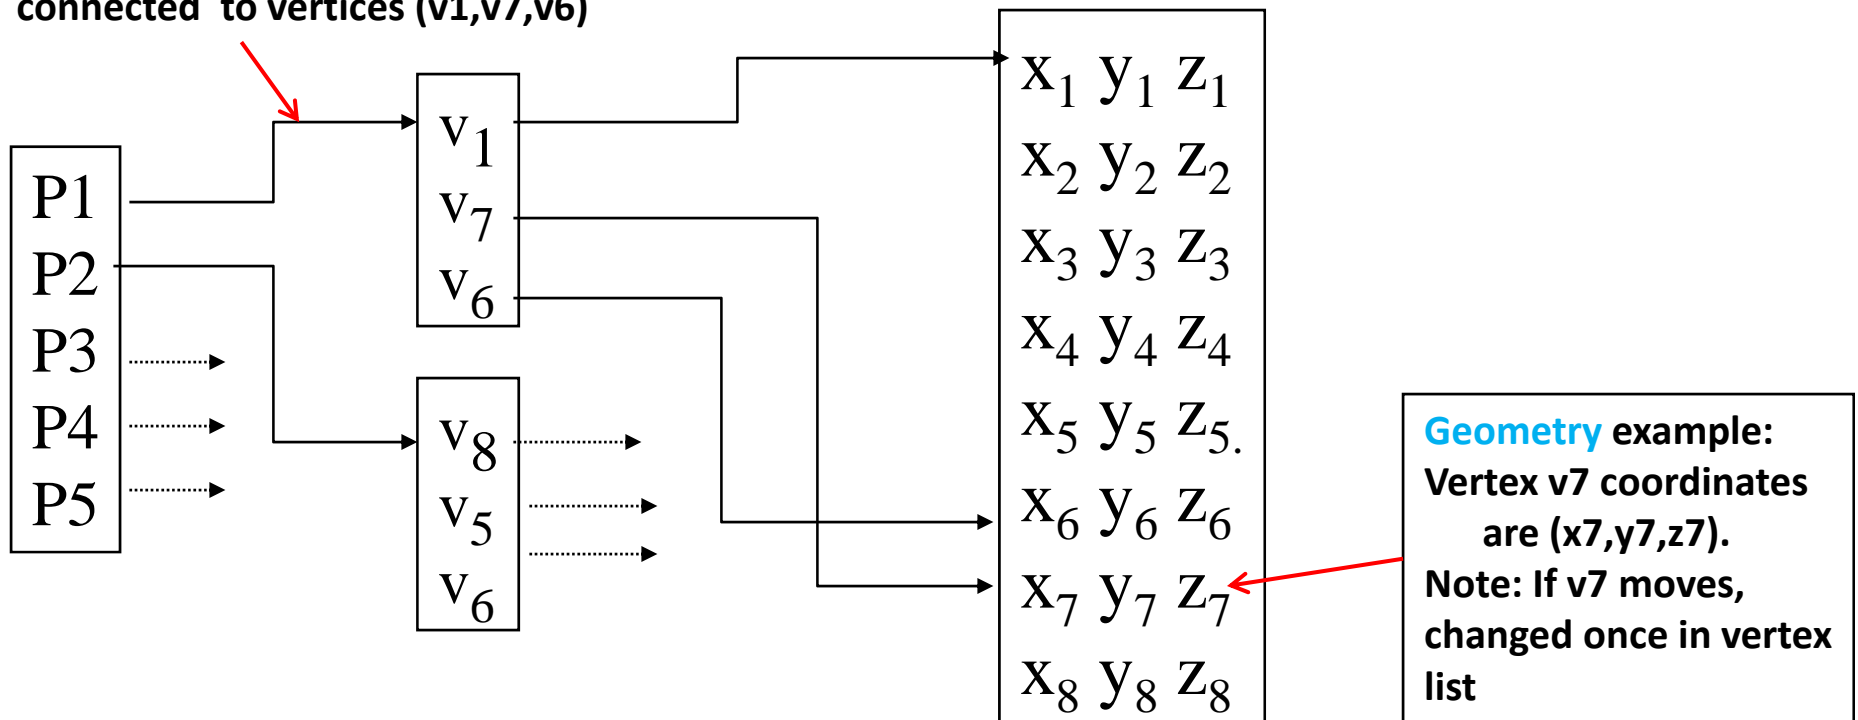 connected to vertices (v1,v7,v6)
P1
P2
P3
P4
P5
v1
v7
v6
v8
v5
v6
x1 y1 z1
x2 y2 z2
x3 y3 z3
x4 y4 z4
x5 y5 z5.
x6 y6 z6
x7 y7 z7
x8 y8 z8
Geometry example:
Vertex v7 coordinates
are (x7,y7,z7).
Note: If v7 moves,
changed once in vertex
list